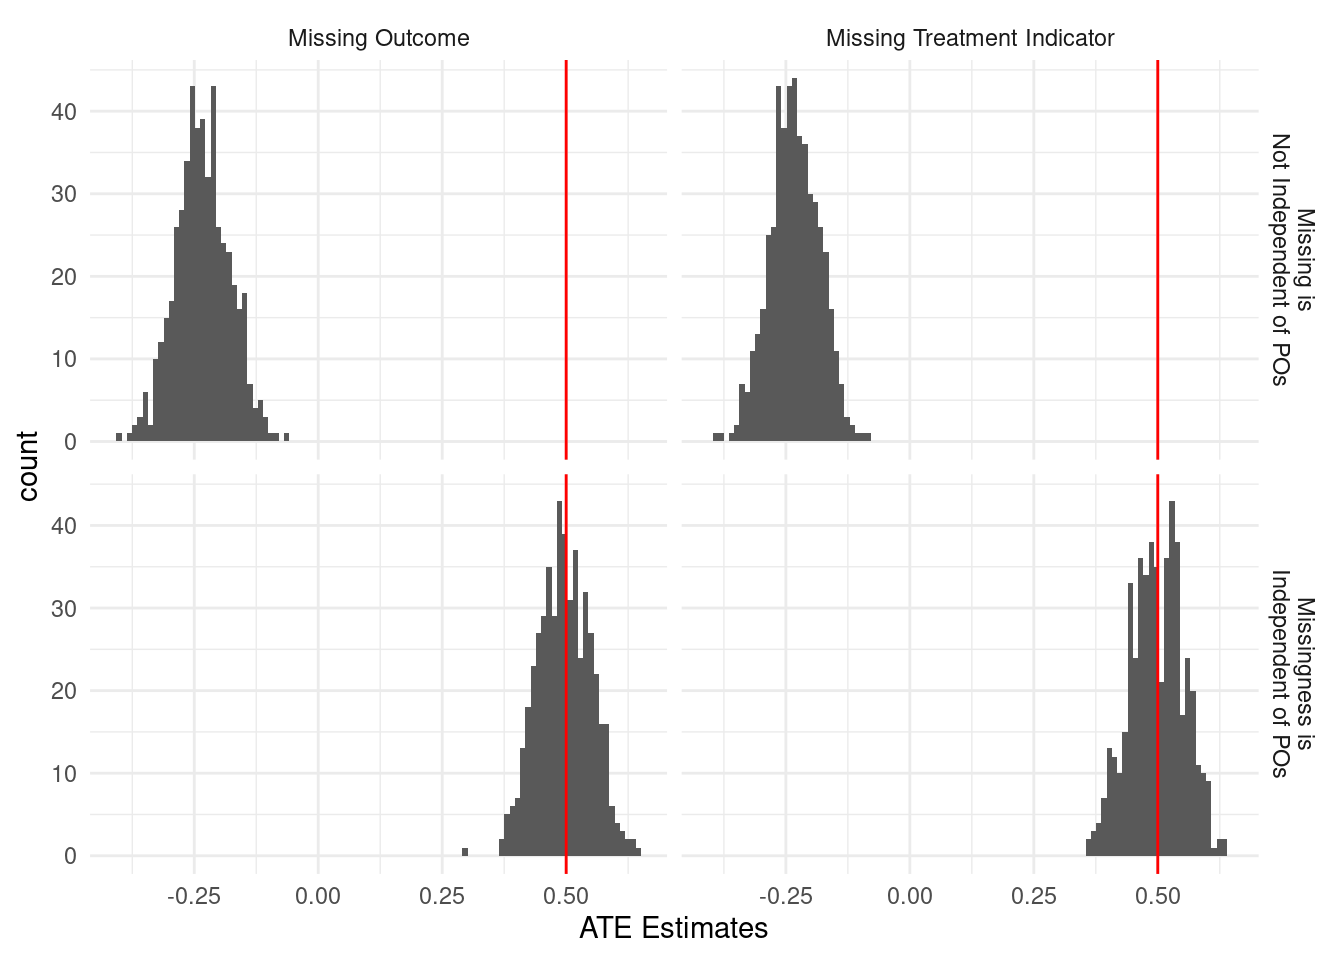 Missing Outcome
Missing Treatment Indicator
40
30
20
10
0
Missing is
Not Independent of POs
40
30
20
10
0
Missingness is
Independent of POs
count
-0.25
0.00
0.25
0.50
-0.25
0.00
0.25
0.50
ATE Estimates